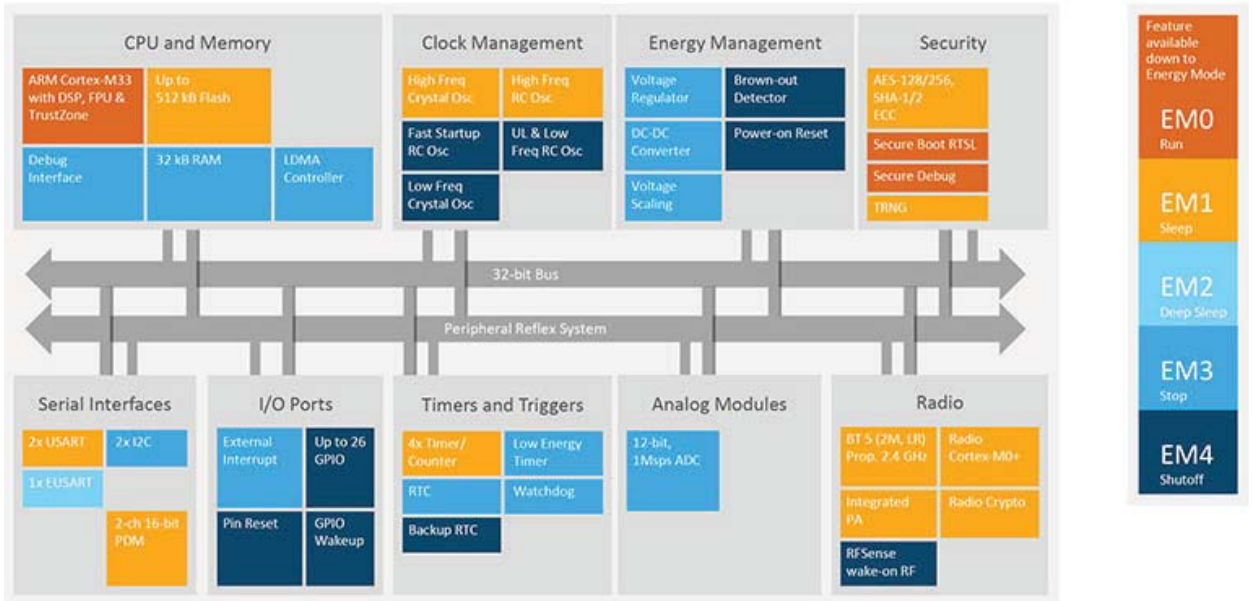 CPU and Memory
ARM Cortex-M33
with DSP, FPU &
TrustZone
Up to
512 kB Flash
Debug
Interface
32 kB RAM
LDMA
Controller
Clock Management
High Freq
Crystal Osc
High Freq
RC Osc
Fast Startup
RC Osc
UL & Low
Freq RC Osc
Low Freq
Crystal Osc
Energy Management
Voltage
Regulator
Brown-out
Detector
DC-DC
Converter
Power-on Reset
Voltage
Scaling
Security
AES-128/256,
SHA-1/2
ECC
Secure Boot RTSL
Secure Debug
TRNG
32-bit Bus
Peripheral Reflex System
Serial Interfaces
2x USART
2x I2C
1x EUSART
2-ch 16-bit
PDM
I/O Ports
External
Interrupt
Up to 26
GPIO
Pin Reset
GPIO
Wakeup
Timers and Triggers
4x Timer/
Counter
Low Energy
Timer
RTC
Watchdog
Backup RTC
Analog Modules
12-bit,
1Msps ADC
Radio
BT 5 (2M, LR)
Prop. 2.4 GHz
Radio
Cortex-M0+
Integrated
PA
Radio Crypto
RFSense
wake-on RF
Feature
available
down to
Energy Mode
EM0
Run
EM1
Sleep
EM2
Deep Sleep
EM3
Stop
EM4
Shutoff